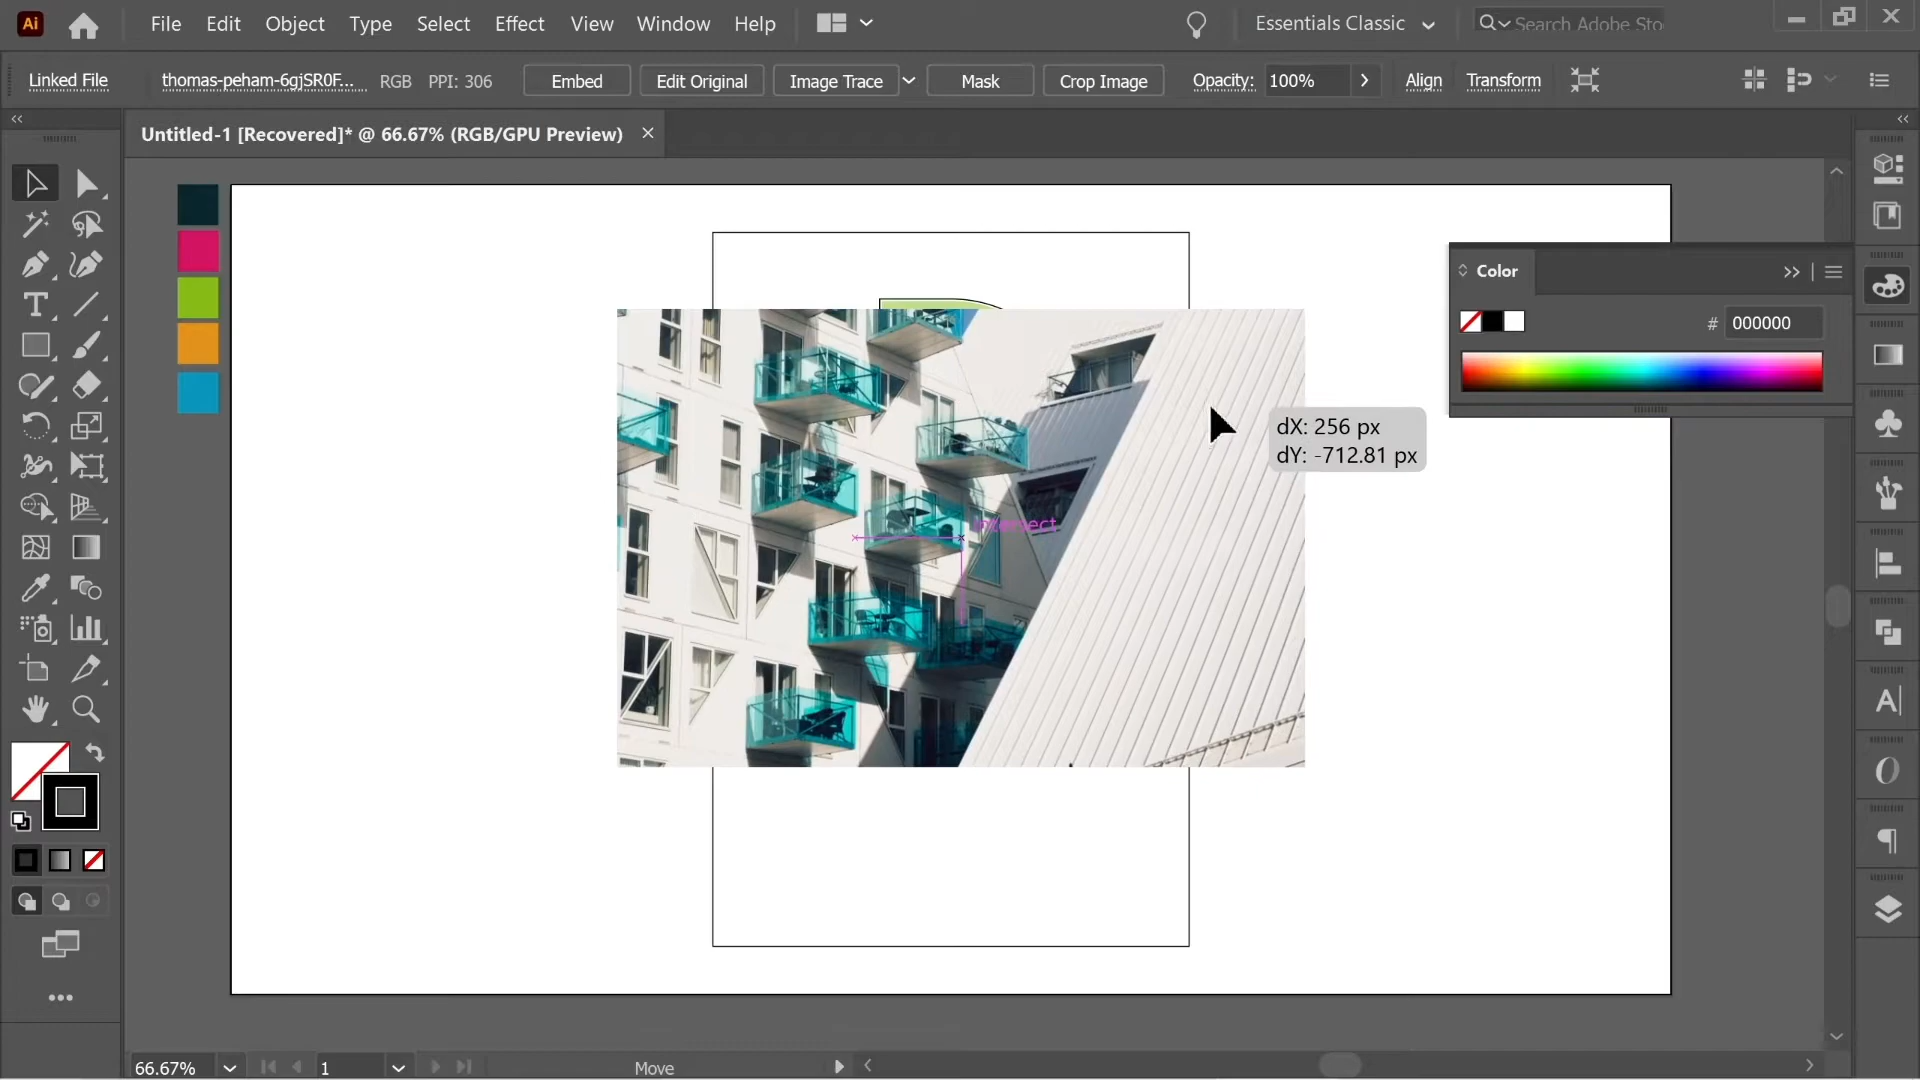 Ai
File Edit Object Type Select Effect View Window Help
Essentials Classic
Search Adobe Sto
Linked File
thomas-peham-6gjSR0F...
RGB
PPI: 306
Embed
Edit Original
Image Trace
Mask
Crop Image
Opacity:
100%
Align
Transform
Untitled-1 [Recovered]* @ 66.67% (RGB/GPU Preview)
Color
# 000000
dX: 256 px
dY: -712.81 px
intersect
66.67%
1
Move